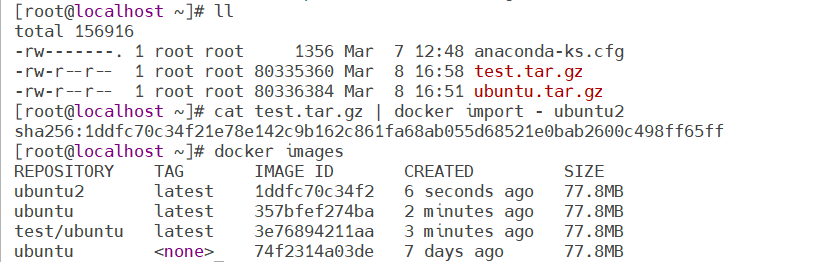 [root@localhost ~]# ll
total 156916
-rw-------. 1 root root     1356 Mar  7 12:48 anaconda-ks.cfg
-rw-r--r--  1 root root 80335360 Mar  8 16:58 test.tar.gz
-rw-r--r--  1 root root 80336384 Mar  8 16:51 ubuntu.tar.gz
[root@localhost ~]# cat test.tar.gz | docker import - ubuntu2
sha256:1ddfc70c34f21e78e142c9b162c861fa68ab055d68521e0bab2600c498ff65ff
[root@localhost ~]# docker images
REPOSITORY    TAG       IMAGE ID       CREATED         SIZE
ubuntu2       latest    1ddfc70c34f2   6 seconds ago   77.8MB
ubuntu        latest    357bfef274ba   2 minutes ago   77.8MB
test/ubuntu   latest    3e76894211aa   3 minutes ago   77.8MB
ubuntu        <none>    74f2314a03de   7 days ago      77.8MB